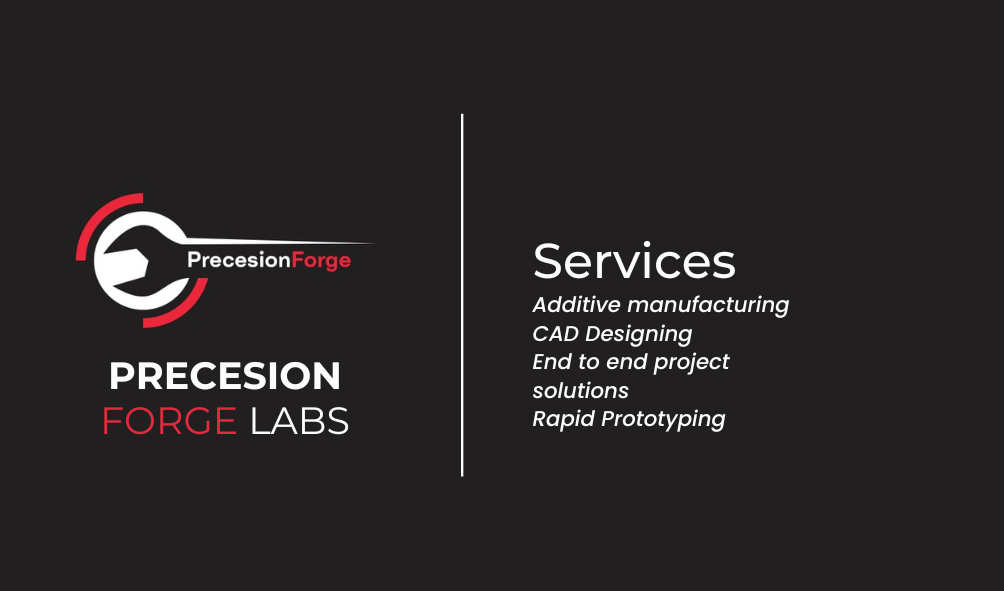 PrecesionForge
PRECESION
FORGE LABS
Services
Additive manufacturing
CAD Designing
End to end project
solutions
Rapid Prototyping